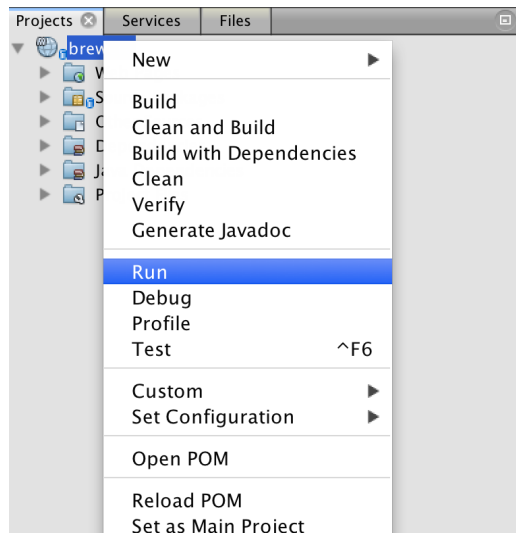 Projects Services Files
brew
New
Build
Clean and Build
Build with Dependencies
Clean
Verify
Generate Javadoc
Run
Debug
Profile
Test ^F6
Custom
Set Configuration
Open POM
Reload POM
Set as Main Project